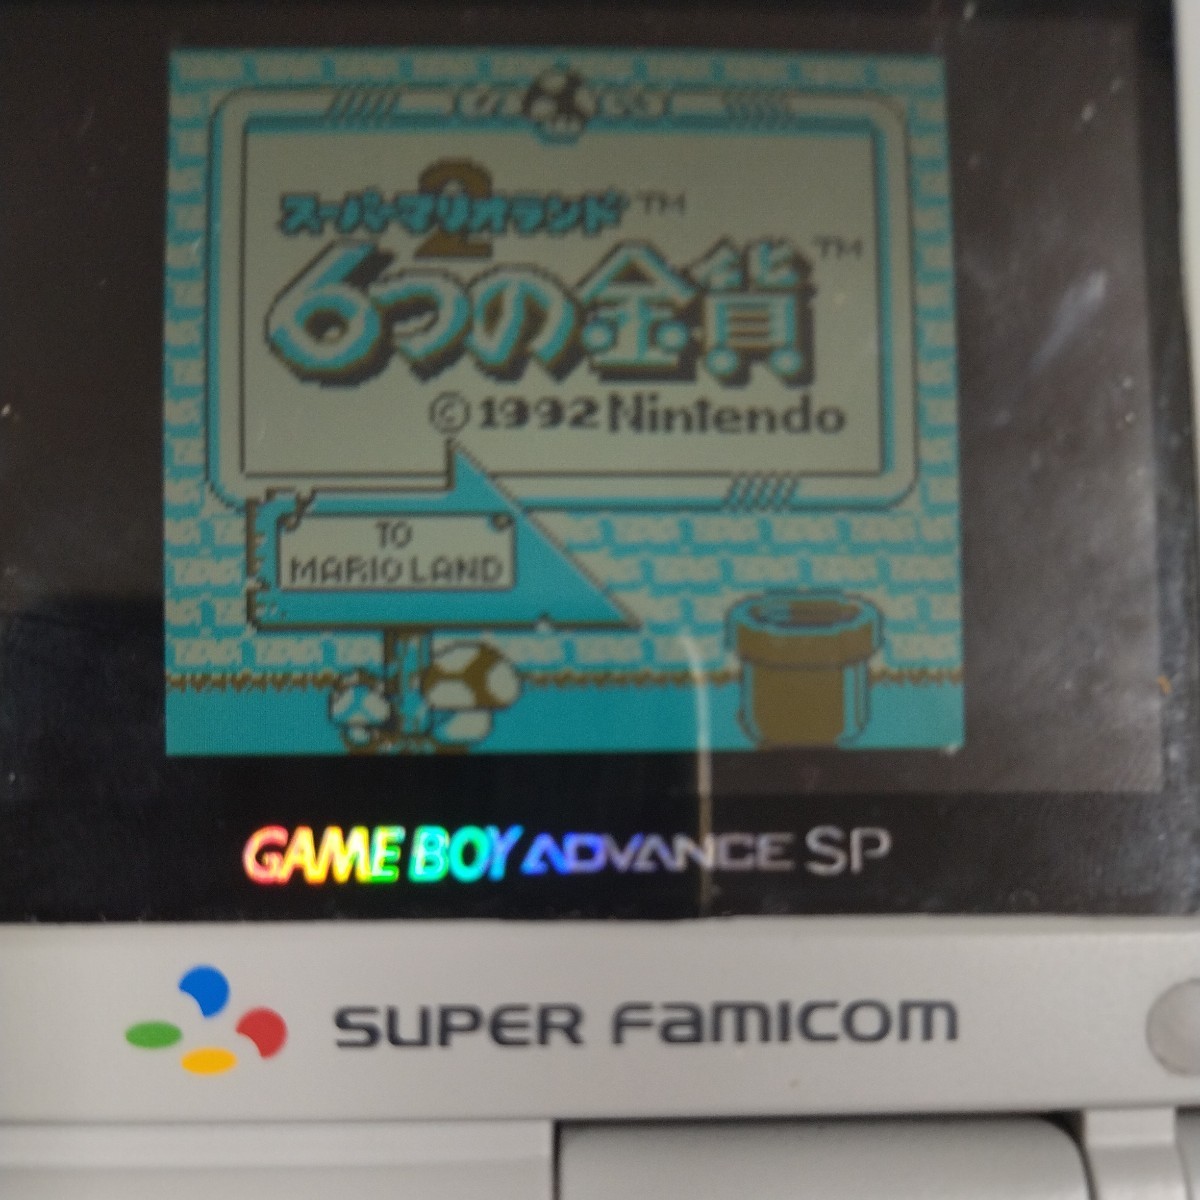 スーパーマリオランド2™
6つの金貨™
©1992 Nintendo
TO
MARIO LAND
GAME BOY ADVANCE SP
SUPER FAMICOM